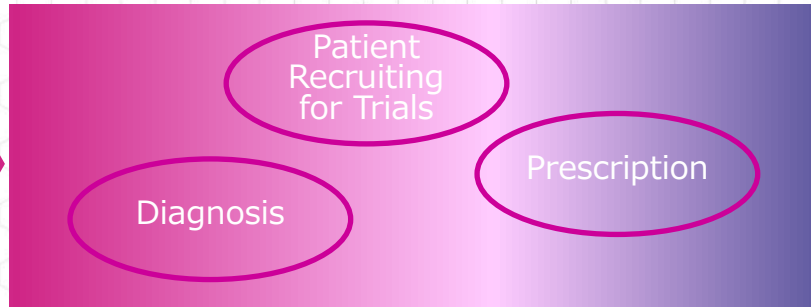 Patient
Recruiting
for Trials
Prescription
Diagnosis